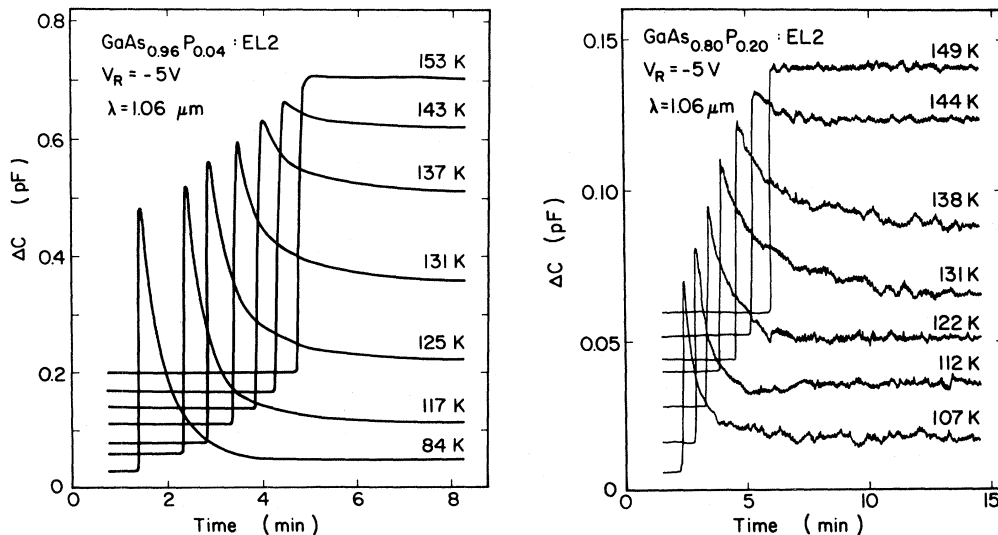 0.8
0.6
0.4
0.2
0
ΔC (pF)
GaAs0.96P0.04 : EL2
VR = -5V
λ = 1.06 μm
153 K
143 K
137 K
131 K
125 K
117 K
84 K
0 2 4 6 8
Time (min)
0.15
0.10
0.05
0
ΔC (pF)
GaAs0.80P0.20 : EL2
VR = -5V
λ = 1.06 μm
149 K
144 K
138 K
131 K
122 K
112 K
107 K
0 5 10 15
Time (min)